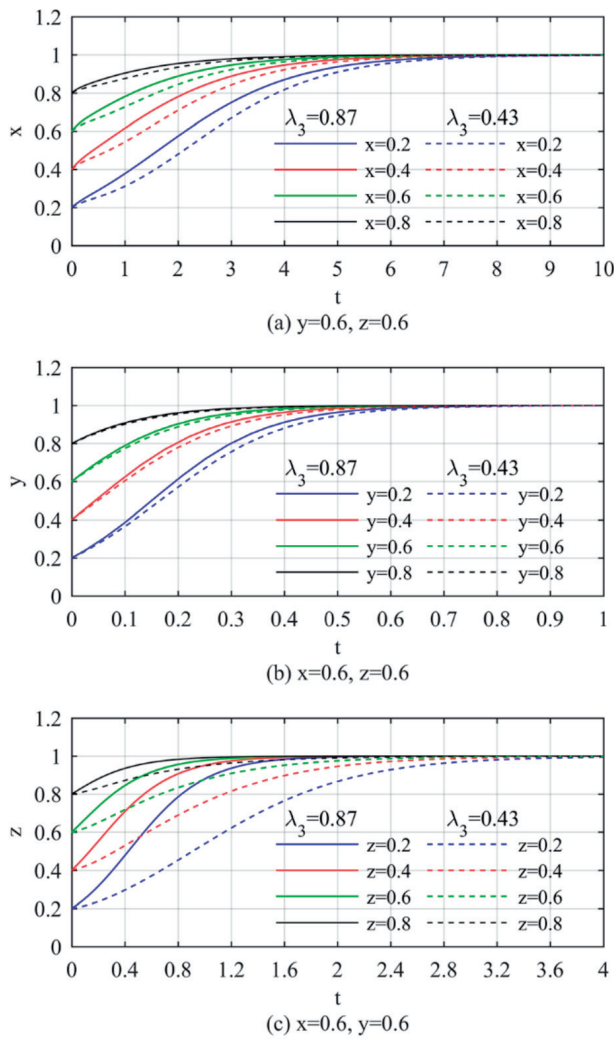 1.2
1
0.8
0.6
0.4
0.2
0
x
λ3=0.87 λ3=0.43
x=0.2 x=0.2
x=0.4 x=0.4
x=0.6 x=0.6
x=0.8 x=0.8
0 1 2 3 4 5 6 7 8 9 10
t
(a) y=0.6, z=0.6
1.2
1
0.8
0.6
0.4
0.2
0
y
λ3=0.87 λ3=0.43
y=0.2 y=0.2
y=0.4 y=0.4
y=0.6 y=0.6
y=0.8 y=0.8
0 0.1 0.2 0.3 0.4 0.5 0.6 0.7 0.8 0.9 1
t
(b) x=0.6, z=0.6
1.2
1
0.8
0.6
0.4
0.2
0
z
λ3=0.87 λ3=0.43
z=0.2 z=0.2
z=0.4 z=0.4
z=0.6 z=0.6
z=0.8 z=0.8
0 0.4 0.8 1.2 1.6 2 2.4 2.8 3.2 3.6 4
t
(c) x=0.6, y=0.6